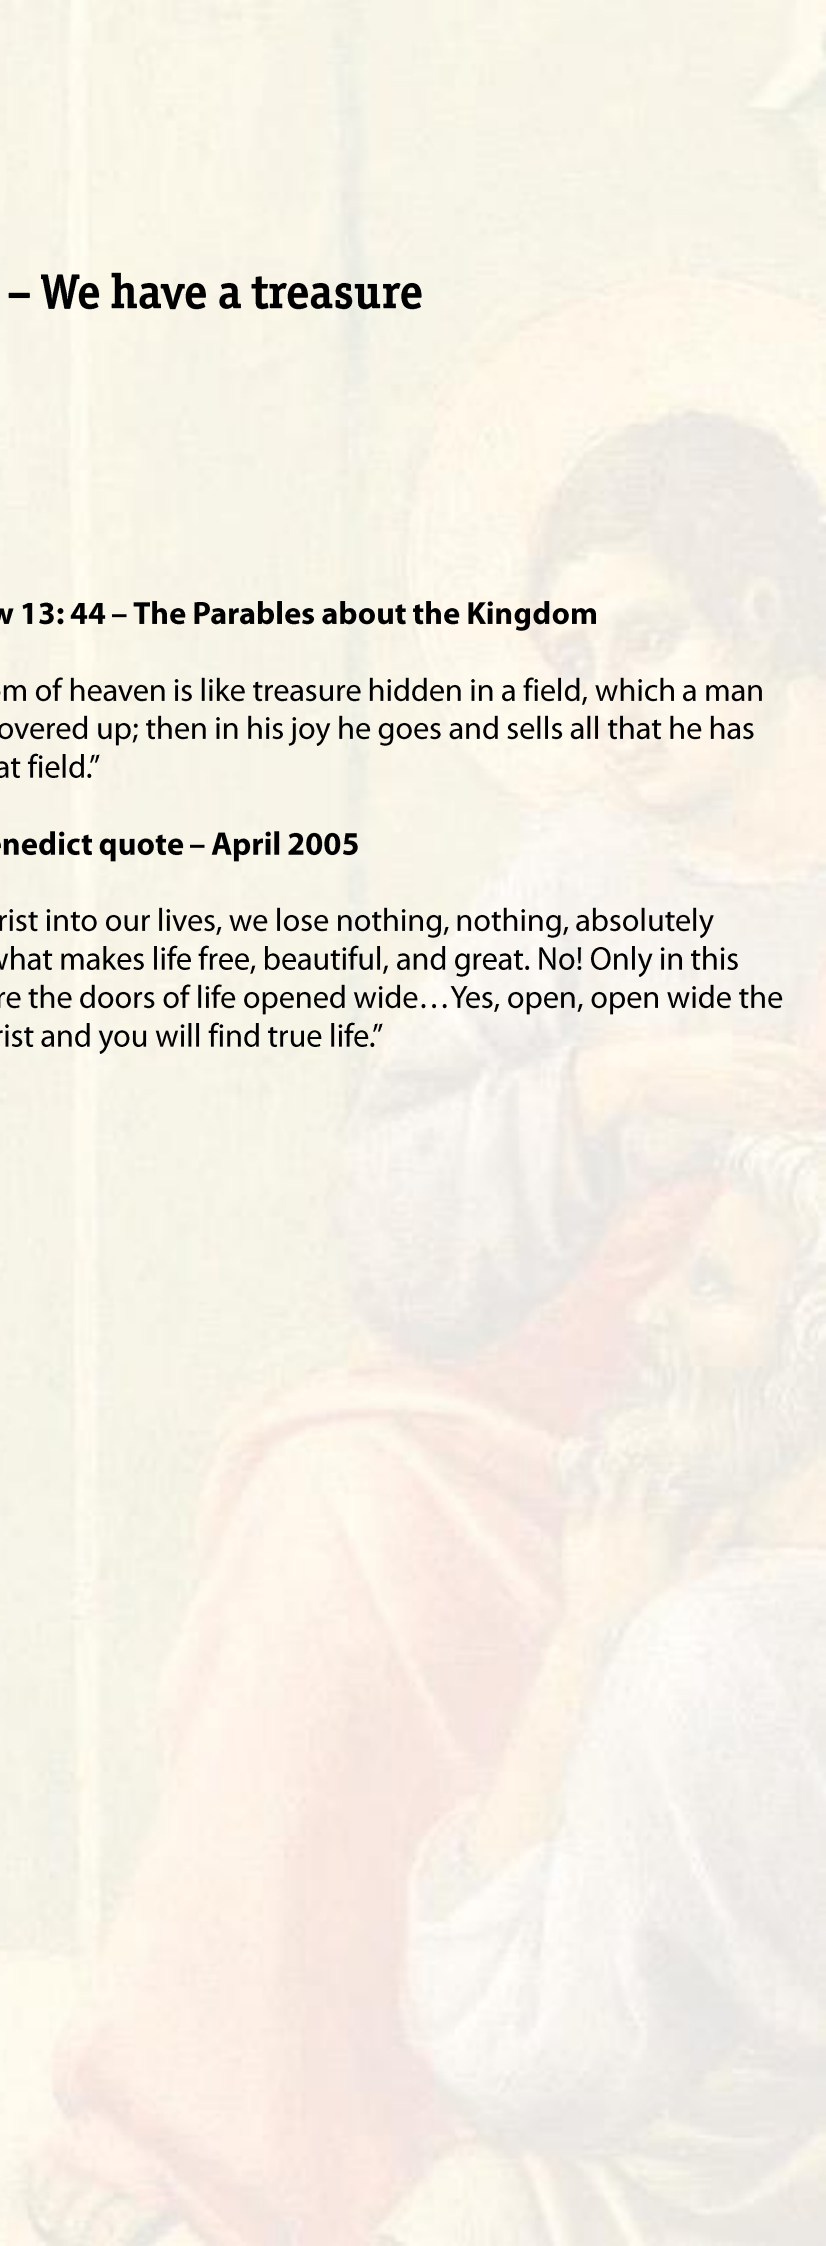 – We have a treasure
w 13: 44 – The Parables about the Kingdom
m of heaven is like treasure hidden in a field, which a man
overed up; then in his joy he goes and sells all that he has
at field.”
nedict quote – April 2005
rist into our lives, we lose nothing, nothing, absolutely
what makes life free, beautiful, and great. No! Only in this
re the doors of life opened wide…Yes, open, open wide the
rist and you will find true life.”